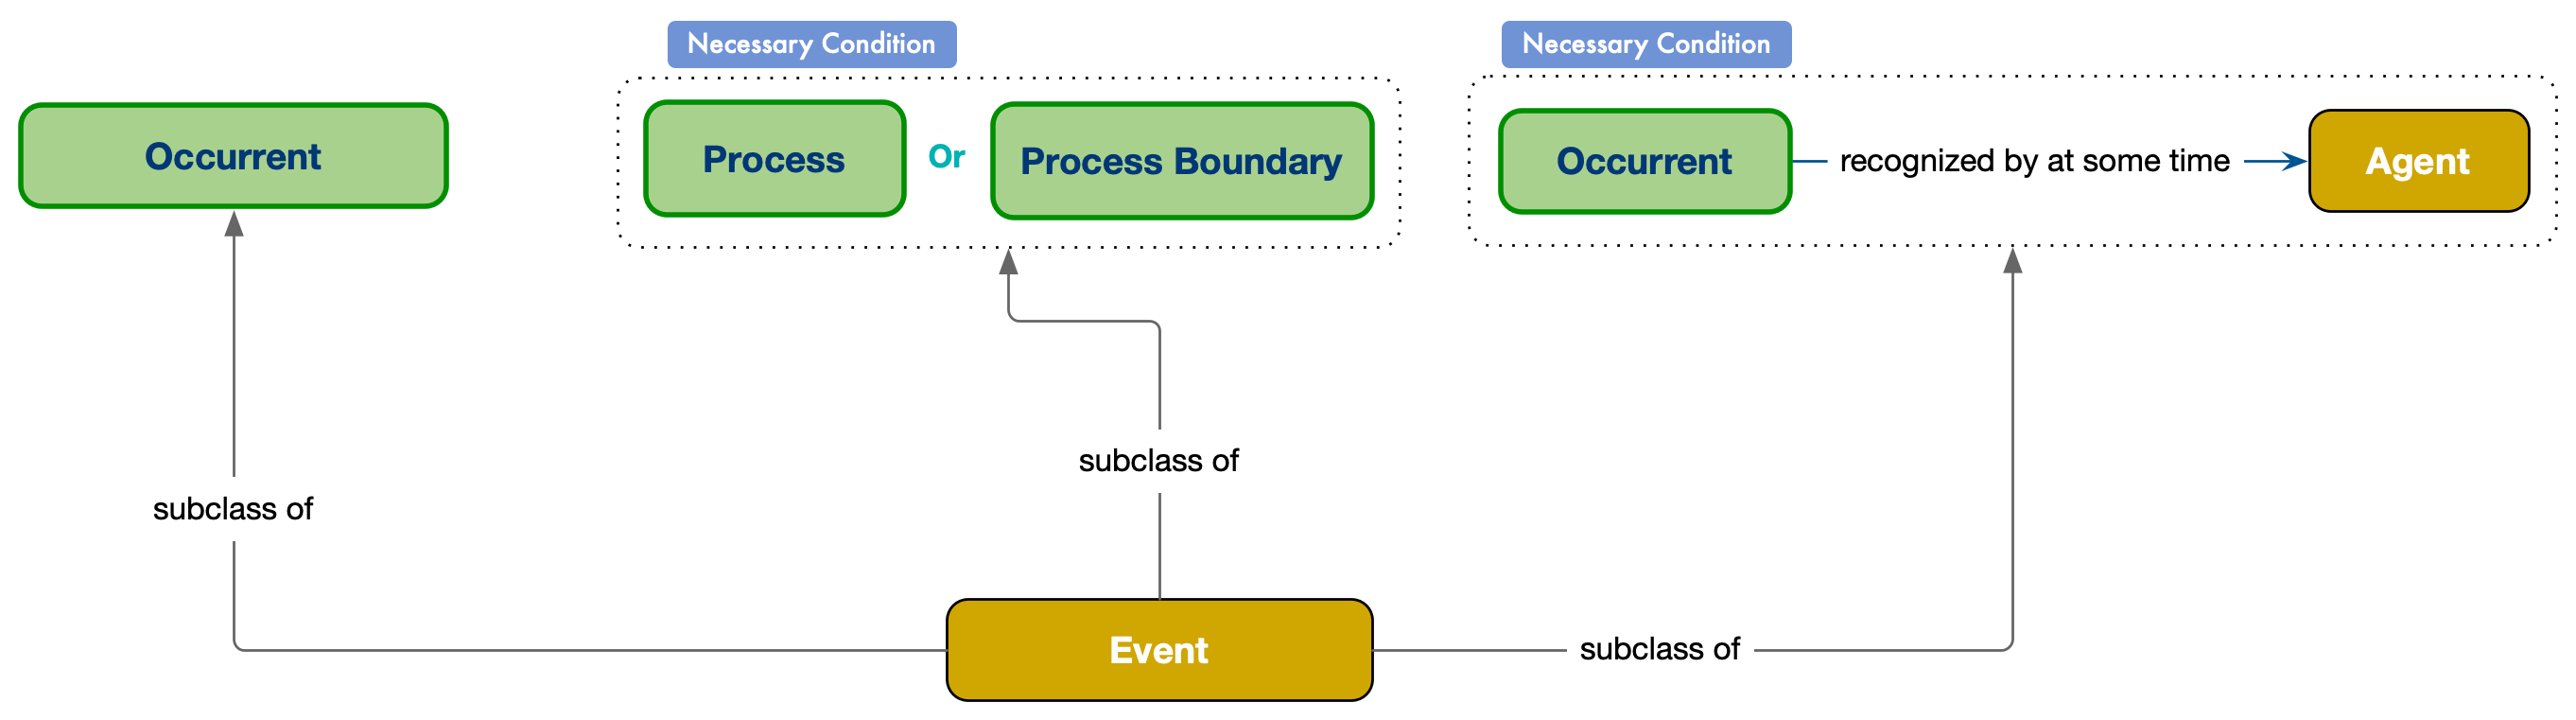 Necessary Condition
Necessary Condition
Occurrent
Process
Or
Process Boundary
Occurrent
recognized by at some time
Agent
subclass of
subclass of
Event
subclass of